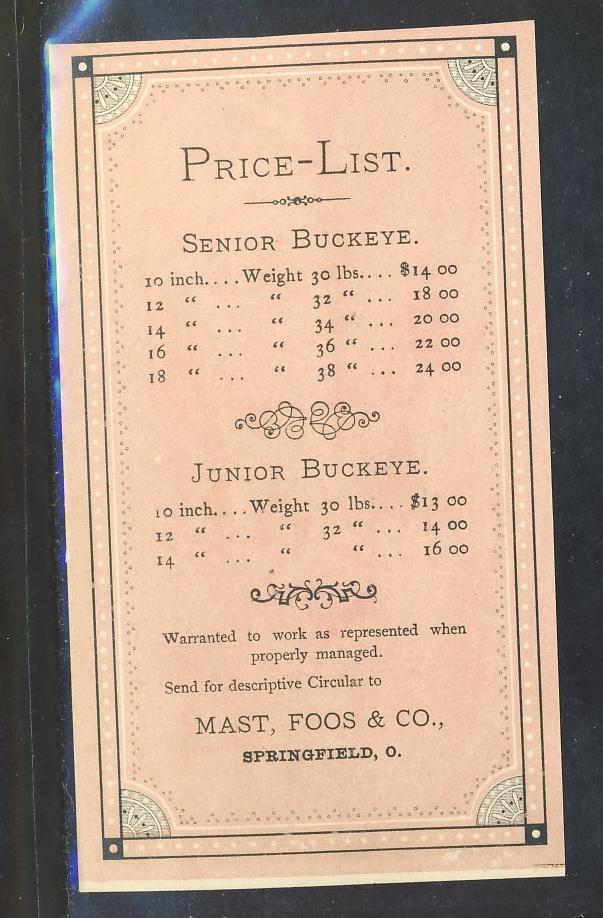 PRICE-LIST.
SENIOR BUCKEYE.
10 inch.... Weight 30 lbs.... $14 00
12 “ ... “ 32 “ ... 18 00
14 “ ... “ 34 “ ... 20 00
16 “ ... “ 36 “ ... 22 00
18 “ ... “ 38 “ ... 24 00
JUNIOR BUCKEYE.
10 inch.... Weight 30 lbs.... $13 00
12 “ ... “ 32 “ ... 14 00
14 “ ... “ “ ... 16 00
Warranted to work as represented when
properly managed.
Send for descriptive Circular to
MAST, FOOS & CO.,
SPRINGFIELD, O.